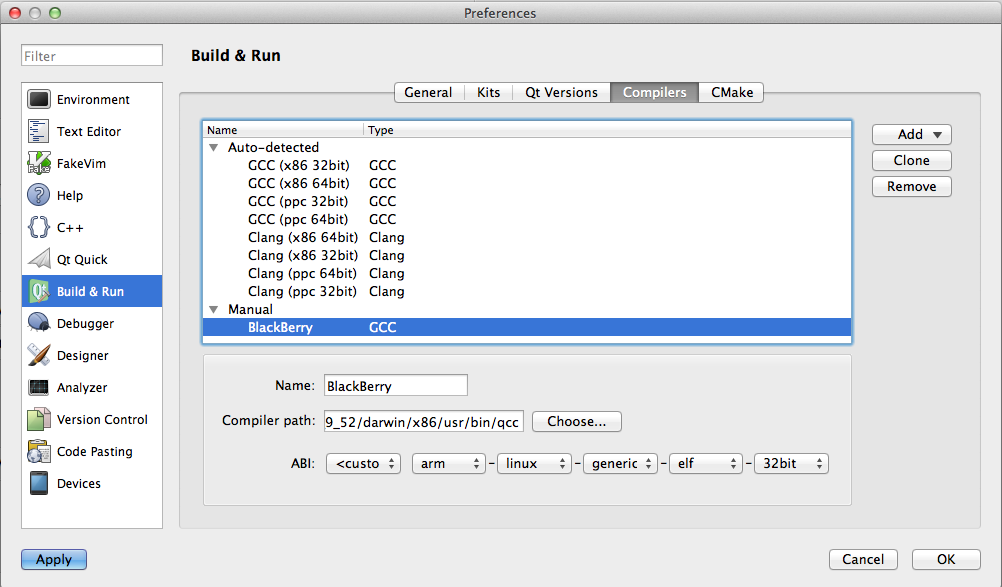 Preferences
Filter
Build & Run
Environment
Text Editor
FakeVim
Help
C++
Qt Quick
Build & Run
Debugger
Designer
Analyzer
Version Control
Code Pasting
Devices
General Kits Qt Versions Compilers CMake
Name Type
Auto-detected
GCC (x86 32bit) GCC
GCC (x86 64bit) GCC
GCC (ppc 32bit) GCC
GCC (ppc 64bit) GCC
Clang (x86 64bit) Clang
Clang (x86 32bit) Clang
Clang (ppc 64bit) Clang
Clang (ppc 32bit) Clang
Manual
BlackBerry GCC
Add
Clone
Remove
Name: BlackBerry
Compiler path: 9_52/darwin/x86/usr/bin/qcc Choose...
ABI: <custo arm - linux - generic - elf - 32bit
Apply Cancel OK